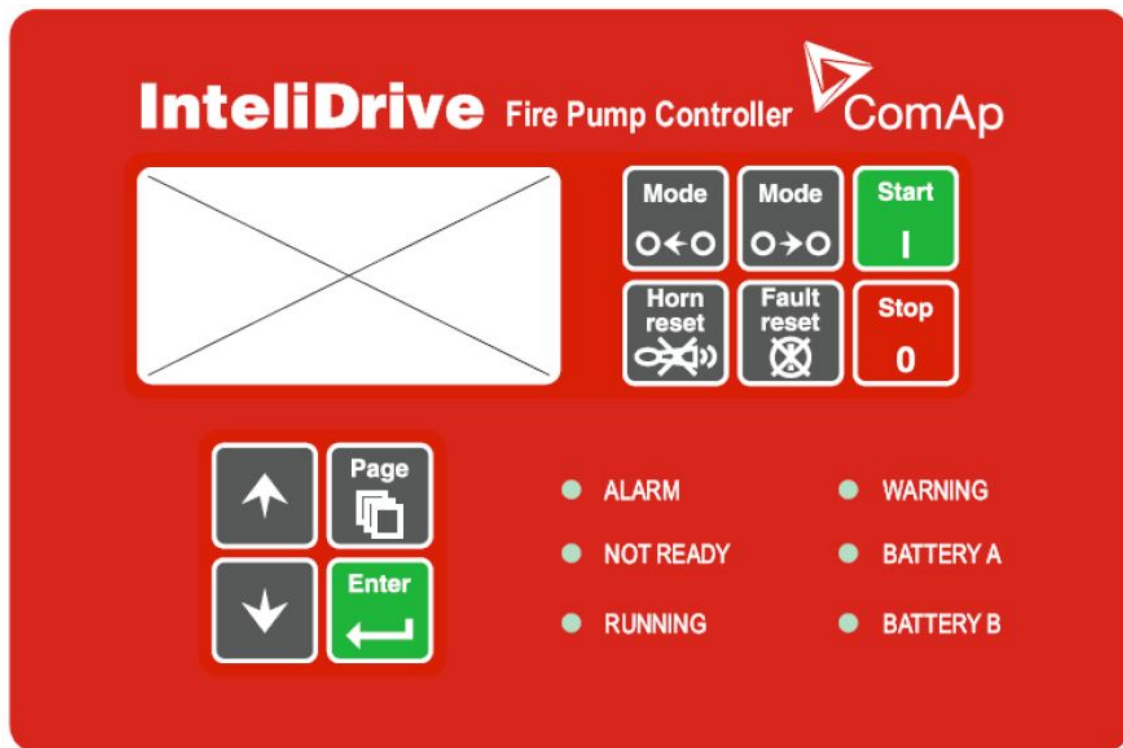 InteliDrive Fire Pump Controller ComAp
Mode
Mode
Start
I
Horn
reset
Fault
reset
Stop
0
Page
Enter
ALARM
WARNING
NOT READY
BATTERY A
RUNNING
BATTERY B